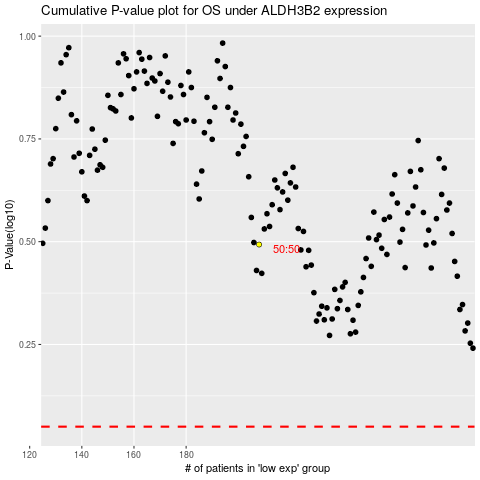 Cumulative P-value plot for OS under ALDH3B2 expression
P-Value(log10)
1.00
0.75
0.50
0.25
50:50
120 140 160 180
# of patients in 'low exp' group